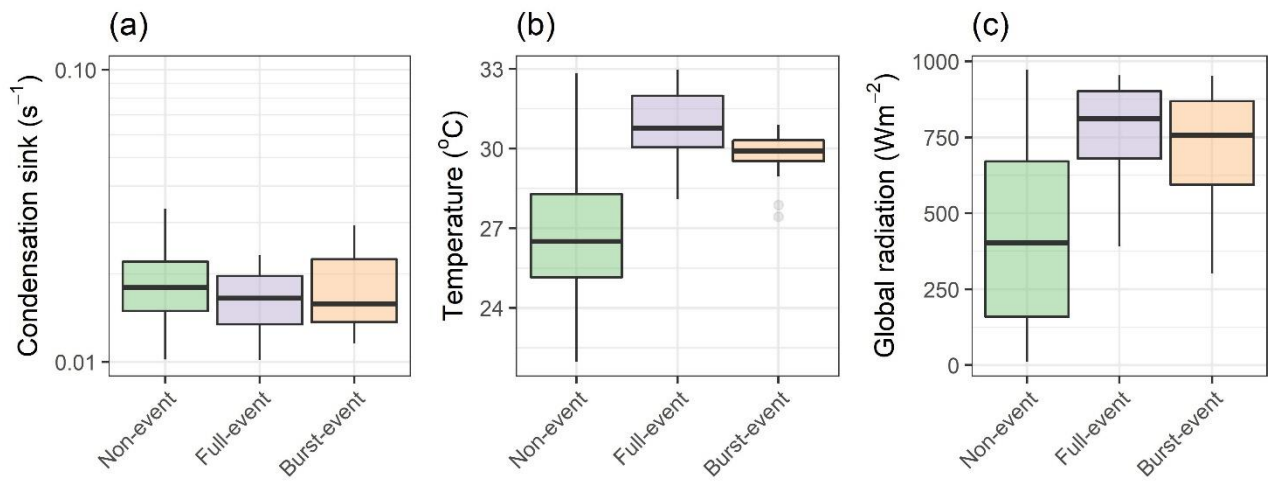 (a)
Condensation sink (s⁻¹)
0.10
0.01
Non-event
Full-event
Burst-event
(b)
Temperature (°C)
33
30
27
24
Non-event
Full-event
Burst-event
(c)
Global radiation (Wm⁻²)
1000
750
500
250
0
Non-event
Full-event
Burst-event